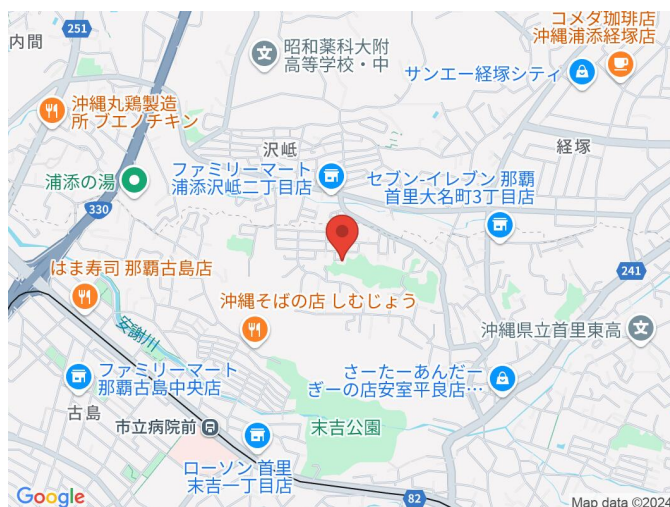 コメダ珈琲店
沖縄浦添経塚店
251
内間
昭和薬科大附
高等学校・中
サンエー経塚シティ
沖縄丸鶏製造
所 ブエノチキン
沢岻
経塚
ファミリーマート
浦添沢岻二丁目店
セブン-イレブン 那覇
首里大名町3丁目店
浦添の湯
330
はま寿司 那覇古島店
241
安謝川
沖縄そばの店 しむじょう
沖縄県立首里東高
ファミリーマート
那覇古島中央店
さーたーあんだー
ぎーの店安室平良店…
古島
市立病院前
末吉公園
ローソン 首里
末吉一丁目店
82
Google
Map data ©2024